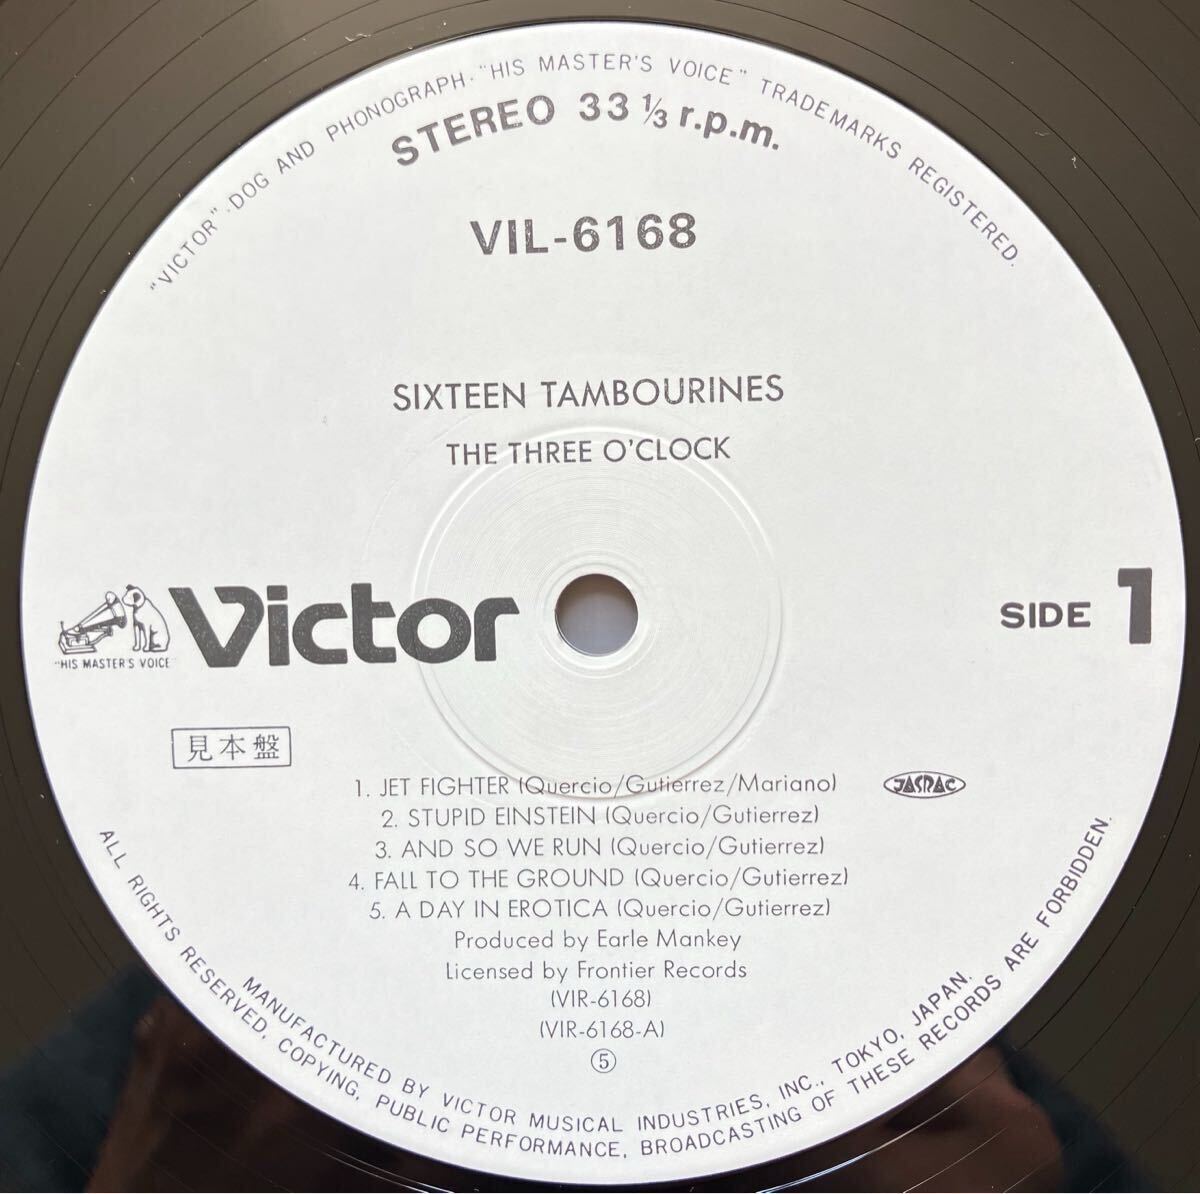 "VICTOR"·DOG AND PHONOGRAPH·"HIS MASTER'S VOICE" TRADEMARKS REGISTERED.
STEREO 33 1/3 r.p.m.
VIL-6168
SIXTEEN TAMBOURINES
THE THREE O'CLOCK
Victor
"HIS MASTER'S VOICE"
SIDE 1
見本盤
1. JET FIGHTER (Quercio/Gutierrez/Mariano)
JASRAC
2. STUPID EINSTEIN (Quercio/Gutierrez)
3. AND SO WE RUN (Quercio/Gutierrez)
4. FALL TO THE GROUND (Quercio/Gutierrez)
5. A DAY IN EROTICA (Quercio/Gutierrez)
Produced by Earle Mankey
Licensed by Frontier Records
(VIR-6168)
(VIR-6168-A)
⑤
MANUFACTURED BY VICTOR MUSICAL INDUSTRIES, INC., TOKYO, JAPAN.
ALL RIGHTS RESERVED, COPYING, PUBLIC PERFORMANCE, BROADCASTING OF THESE RECORDS ARE FORBIDDEN.